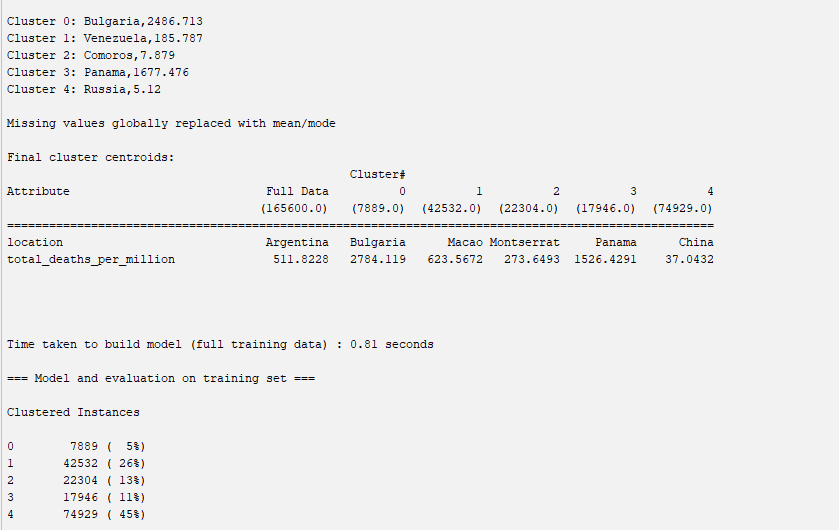 Cluster 0: Bulgaria,2486.713
Cluster 1: Venezuela,185.787
Cluster 2: Comoros,7.879
Cluster 3: Panama,1677.476
Cluster 4: Russia,5.12
Missing values globally replaced with mean/mode
Final cluster centroids:
Cluster#
Attribute Full Data 0 1 2 3 4
(165600.0) (7889.0) (42532.0) (22304.0) (17946.0) (74929.0)
=====================================================================================================
location Argentina Bulgaria Macao Montserrat Panama China
total_deaths_per_million 511.8228 2784.119 623.5672 273.6493 1526.4291 37.0432
Time taken to build model (full training data) : 0.81 seconds
=== Model and evaluation on training set ===
Clustered Instances
0 7889 ( 5%)
1 42532 ( 26%)
2 22304 ( 13%)
3 17946 ( 11%)
4 74929 ( 45%)